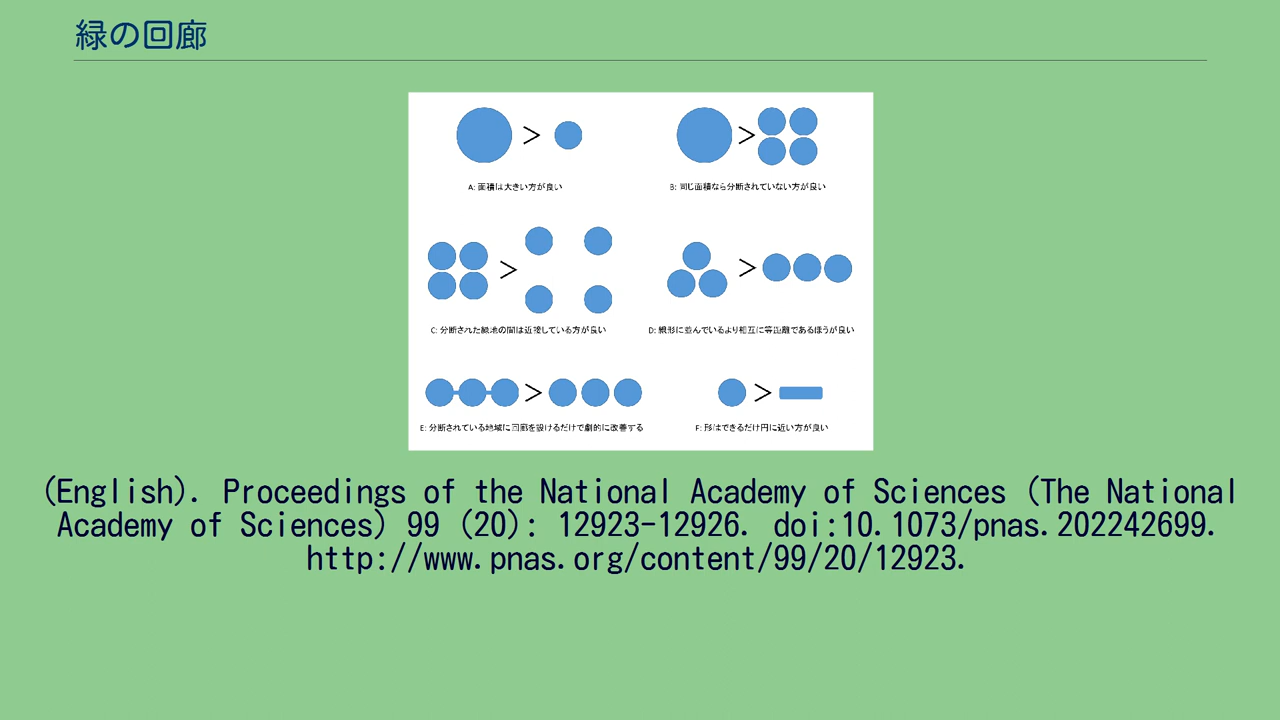 緑の回廊
A: 面積は大きい方が良い
B: 同じ面積なら分断されていない方が良い
C: 分断された緑地の間は近接している方が良い
D: 線形に並んでいるより相互に等距離であるほうが良い
E: 分断されている地域に回廊を設けるだけで劇的に改善する
F: 形はできるだけ円に近い方が良い
(English). Proceedings of the National Academy of Sciences (The National
Academy of Sciences) 99 (20): 12923–12926. doi:10.1073/pnas.202242699.
http://www.pnas.org/content/99/20/12923.